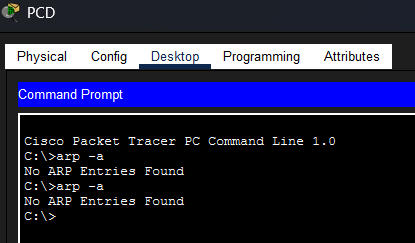 PCD
Physical Config Desktop Programming Attributes
Command Prompt
Cisco Packet Tracer PC Command Line 1.0
C:\>arp -a
No ARP Entries Found
C:\>arp -a
No ARP Entries Found
C:\>